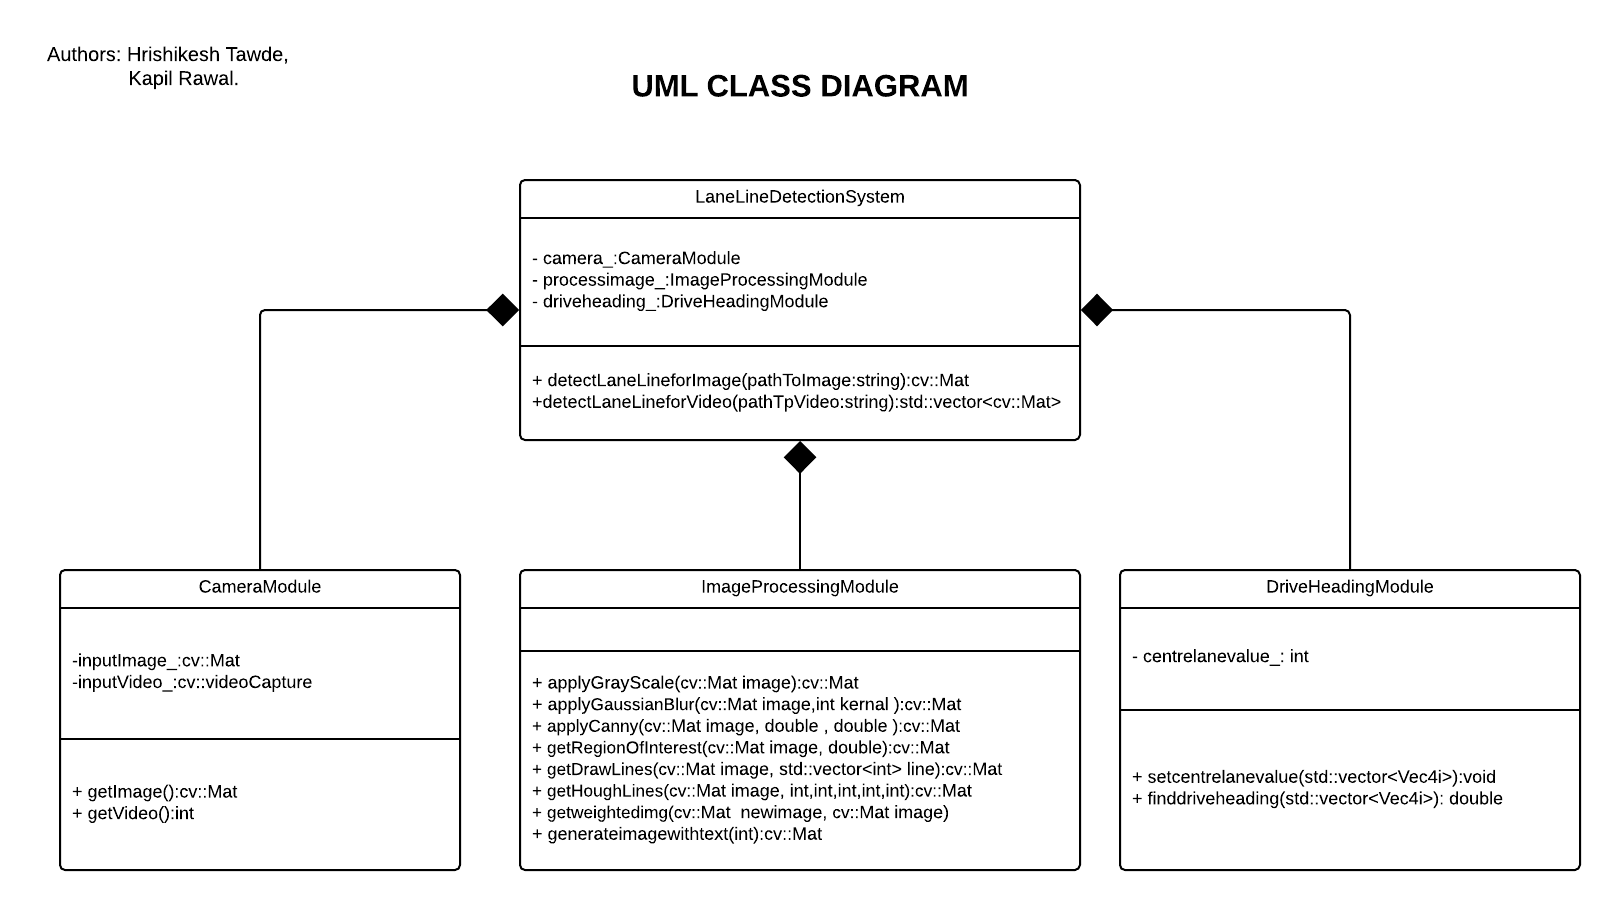 Authors: Hrishikesh Tawde,
Kapil Rawal.
UML CLASS DIAGRAM
LaneLineDetectionSystem
- camera_:CameraModule
- processimage_:ImageProcessingModule
- driveheading_:DriveHeadingModule
+ detectLaneLineforImage(pathToImage:string):cv::Mat
+detectLaneLineforVideo(pathTpVideo:string):std::vector<cv::Mat>
CameraModule
-inputImage_:cv::Mat
-inputVideo_:cv::videoCapture
+ getImage():cv::Mat
+ getVideo():int
ImageProcessingModule
+ applyGrayScale(cv::Mat image):cv::Mat
+ applyGaussianBlur(cv::Mat image,int kernal ):cv::Mat
+ applyCanny(cv::Mat image, double , double ):cv::Mat
+ getRegionOfInterest(cv::Mat image, double):cv::Mat
+ getDrawLines(cv::Mat image, std::vector<int> line):cv::Mat
+ getHoughLines(cv::Mat image, int,int,int,int,int):cv::Mat
+ getweightedimg(cv::Mat  newimage, cv::Mat image)
+ generateimagewithtext(int):cv::Mat
DriveHeadingModule
- centrelanevalue_: int
+ setcentrelanevalue(std::vector<Vec4i>):void
+ finddriveheading(std::vector<Vec4i>): double